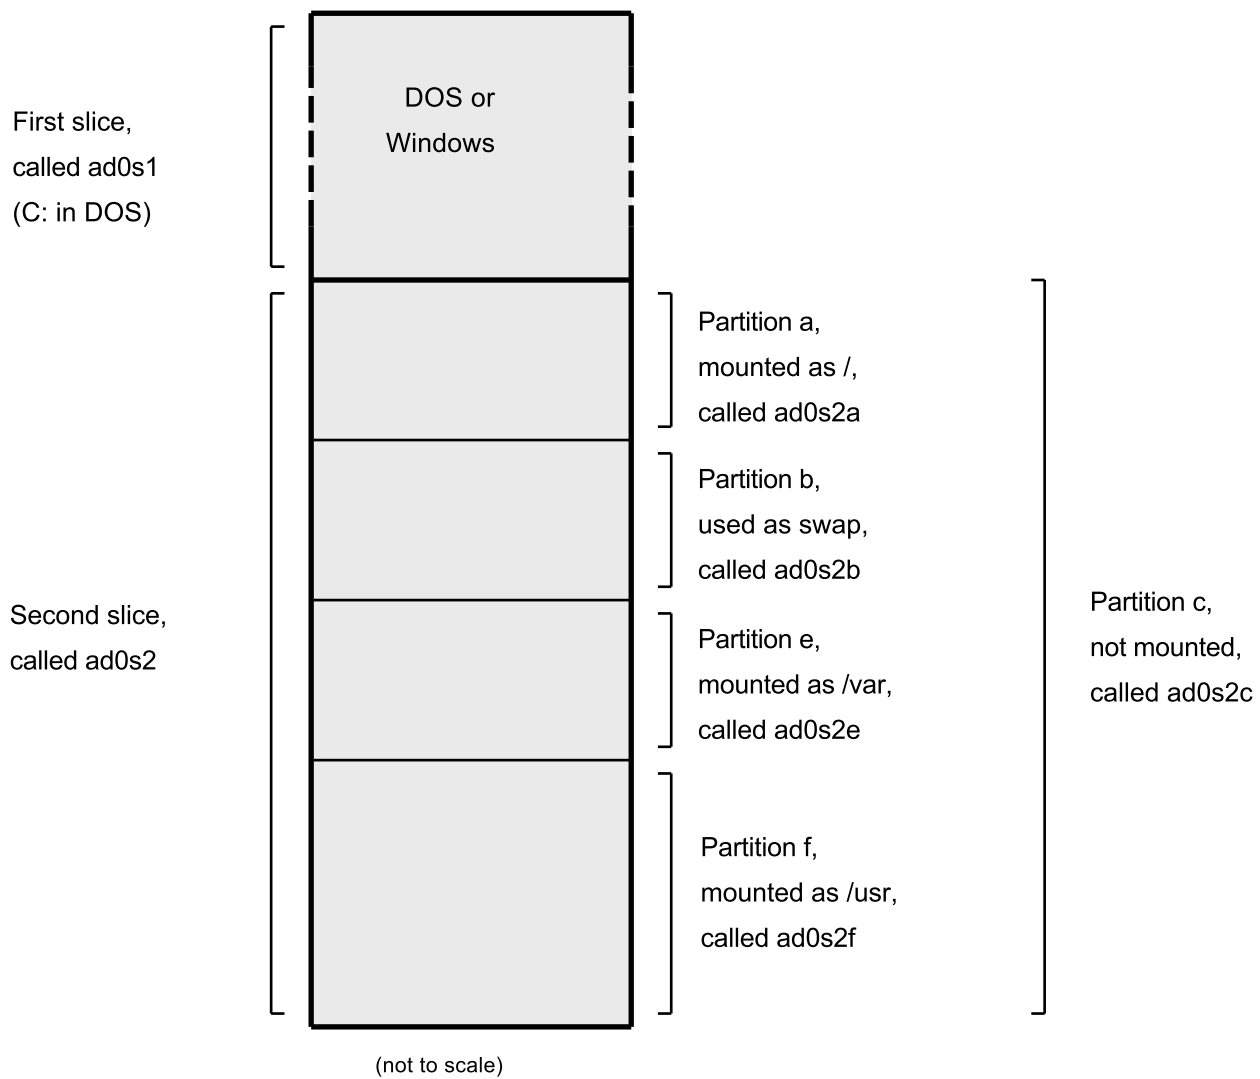 DOS or
Windows
First slice,
called ad0s1
(C: in DOS)
Partition a,
mounted as /,
called ad0s2a
Partition b,
used as swap,
called ad0s2b
Second slice,
called ad0s2
Partition e,
mounted as /var,
called ad0s2e
Partition c,
not mounted,
called ad0s2c
Partition f,
mounted as /usr,
called ad0s2f
(not to scale)